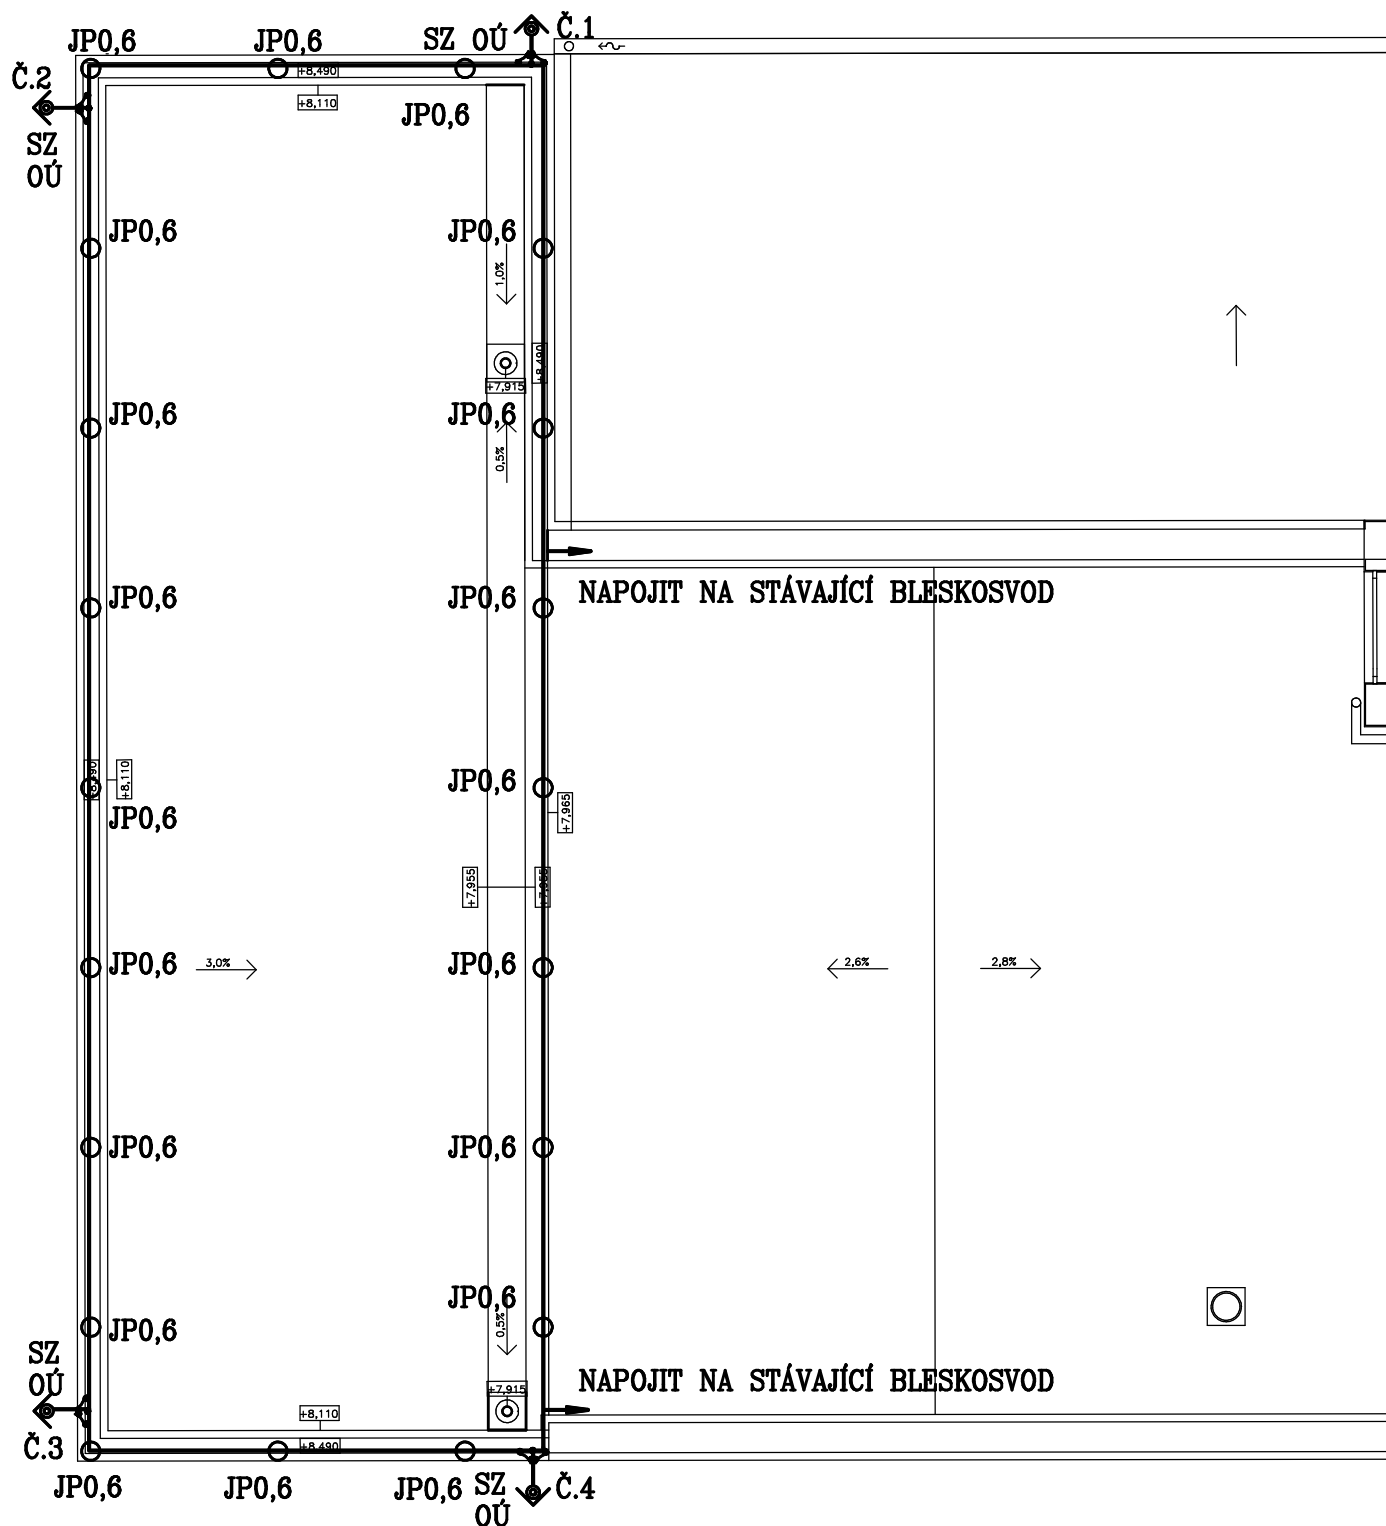 JP0,6
JP0,6
SZ OÚ
Č.1
Č.2
+8,490
+8,110
JP0,6
SZ
OÚ
JP0,6
JP0,6
1,0%
+8,490
+7,915
JP0,6
JP0,6
0,5%
NAPOJIT NA STÁVAJÍCÍ BLESKOSVOD
JP0,6
JP0,6
+8,490
+8,110
JP0,6
+7,965
JP0,6
+7,955
+7,955
JP0,6
3,0%
JP0,6
2,6%
2,8%
JP0,6
JP0,6
JP0,6
0,5%
JP0,6
SZ
OÚ
NAPOJIT NA STÁVAJÍCÍ BLESKOSVOD
+7,915
+8,110
+8,490
Č.3
JP0,6
JP0,6
JP0,6
SZ
OÚ
Č.4